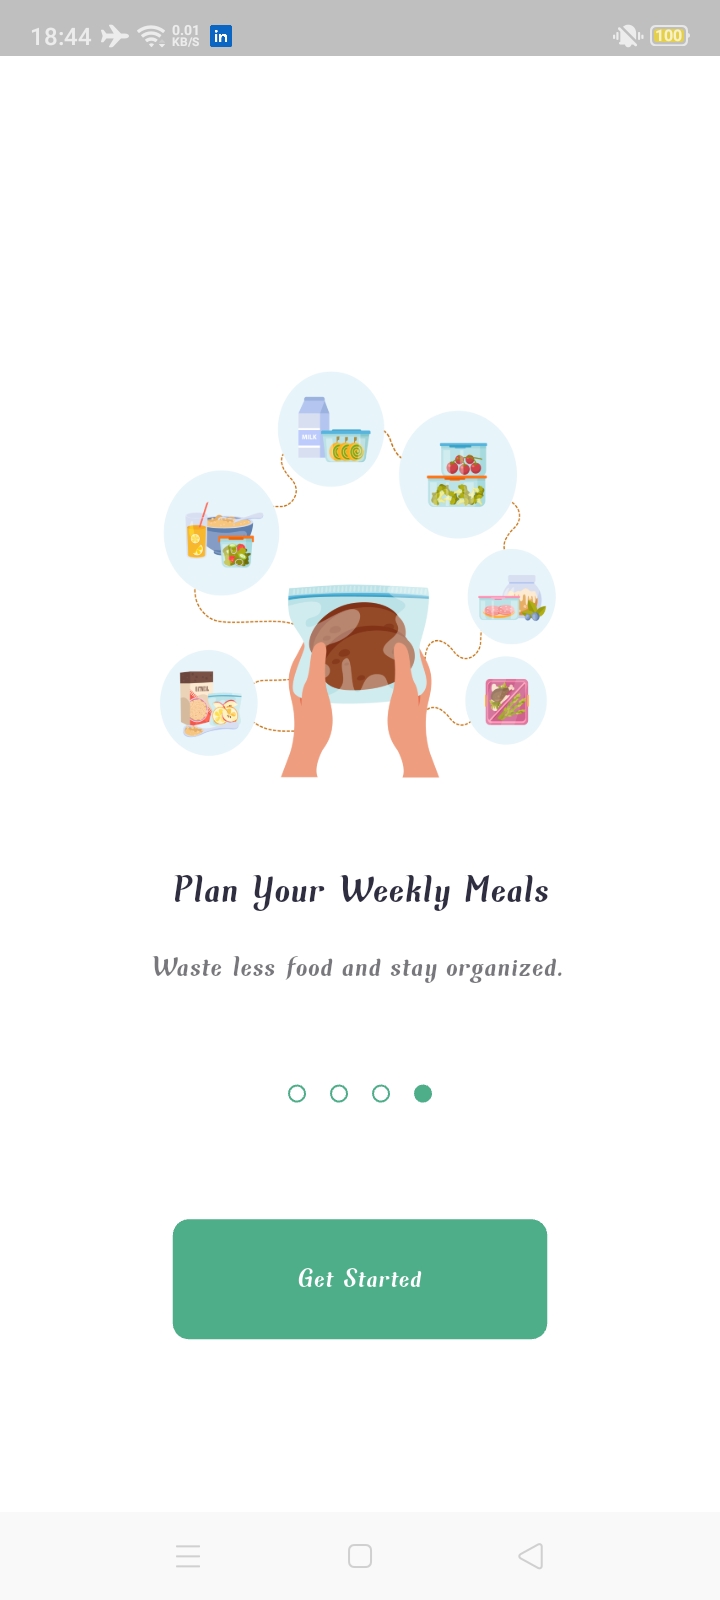 18:44 0.01 KB/S in 100
MILK
OATMEAL
Plan Your Weekly Meals
Waste less food and stay organized.
Get Started